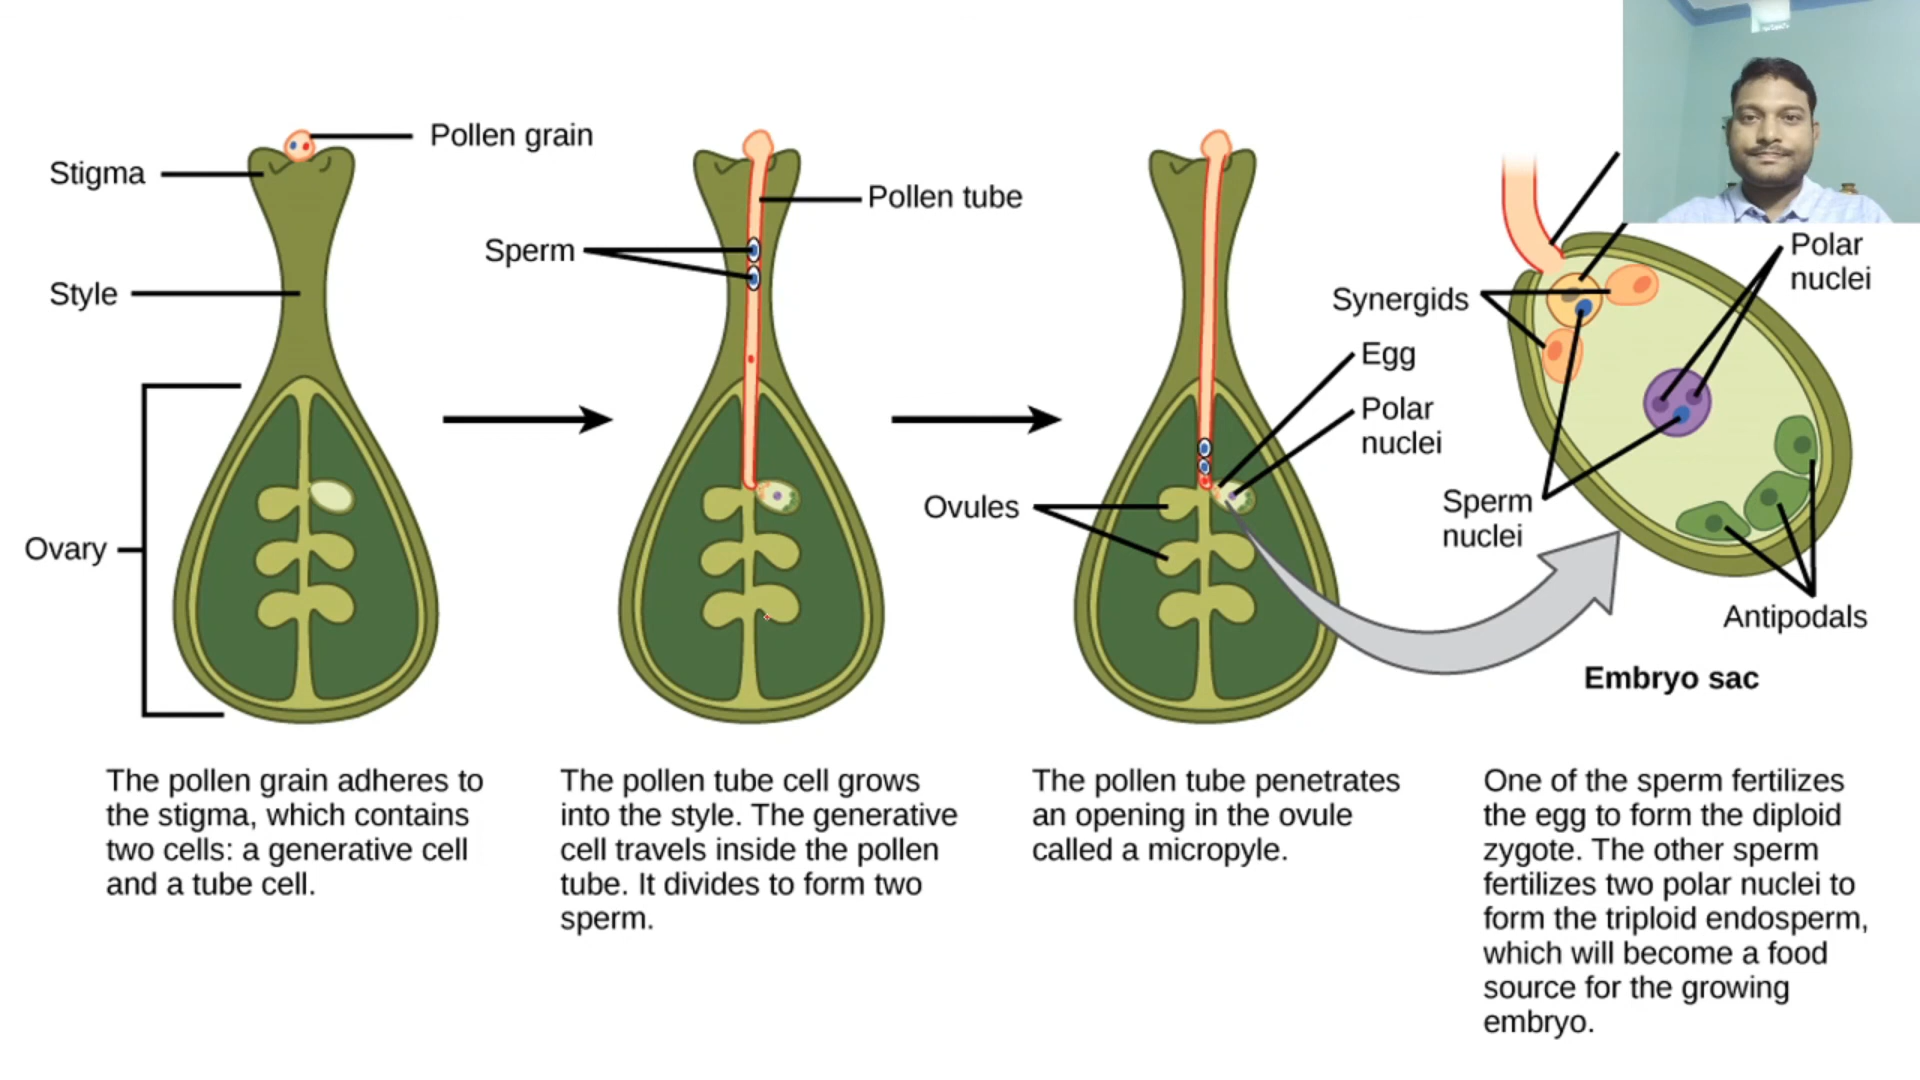 Pollen grain
Stigma
Style
Ovary
Pollen tube
Sperm
Ovules
Egg
Polar
nuclei
Synergids
Polar
nuclei
Sperm
nuclei
Antipodals
Embryo sac
The pollen grain adheres to
the stigma, which contains
two cells: a generative cell
and a tube cell.
The pollen tube cell grows
into the style. The generative
cell travels inside the pollen
tube. It divides to form two
sperm.
The pollen tube penetrates
an opening in the ovule
called a micropyle.
One of the sperm fertilizes
the egg to form the diploid
zygote. The other sperm
fertilizes two polar nuclei to
form the triploid endosperm,
which will become a food
source for the growing
embryo.